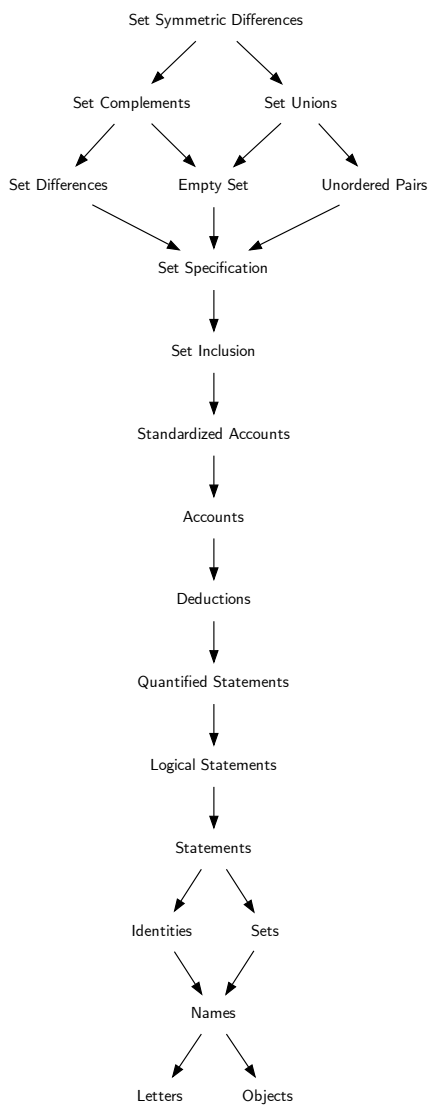 Set Symmetric Differences
Set Complements
Set Unions
Set Differences
Empty Set
Unordered Pairs
Set Specification
Set Inclusion
Standardized Accounts
Accounts
Deductions
Quantified Statements
Logical Statements
Statements
Identities
Sets
Names
Letters
Objects